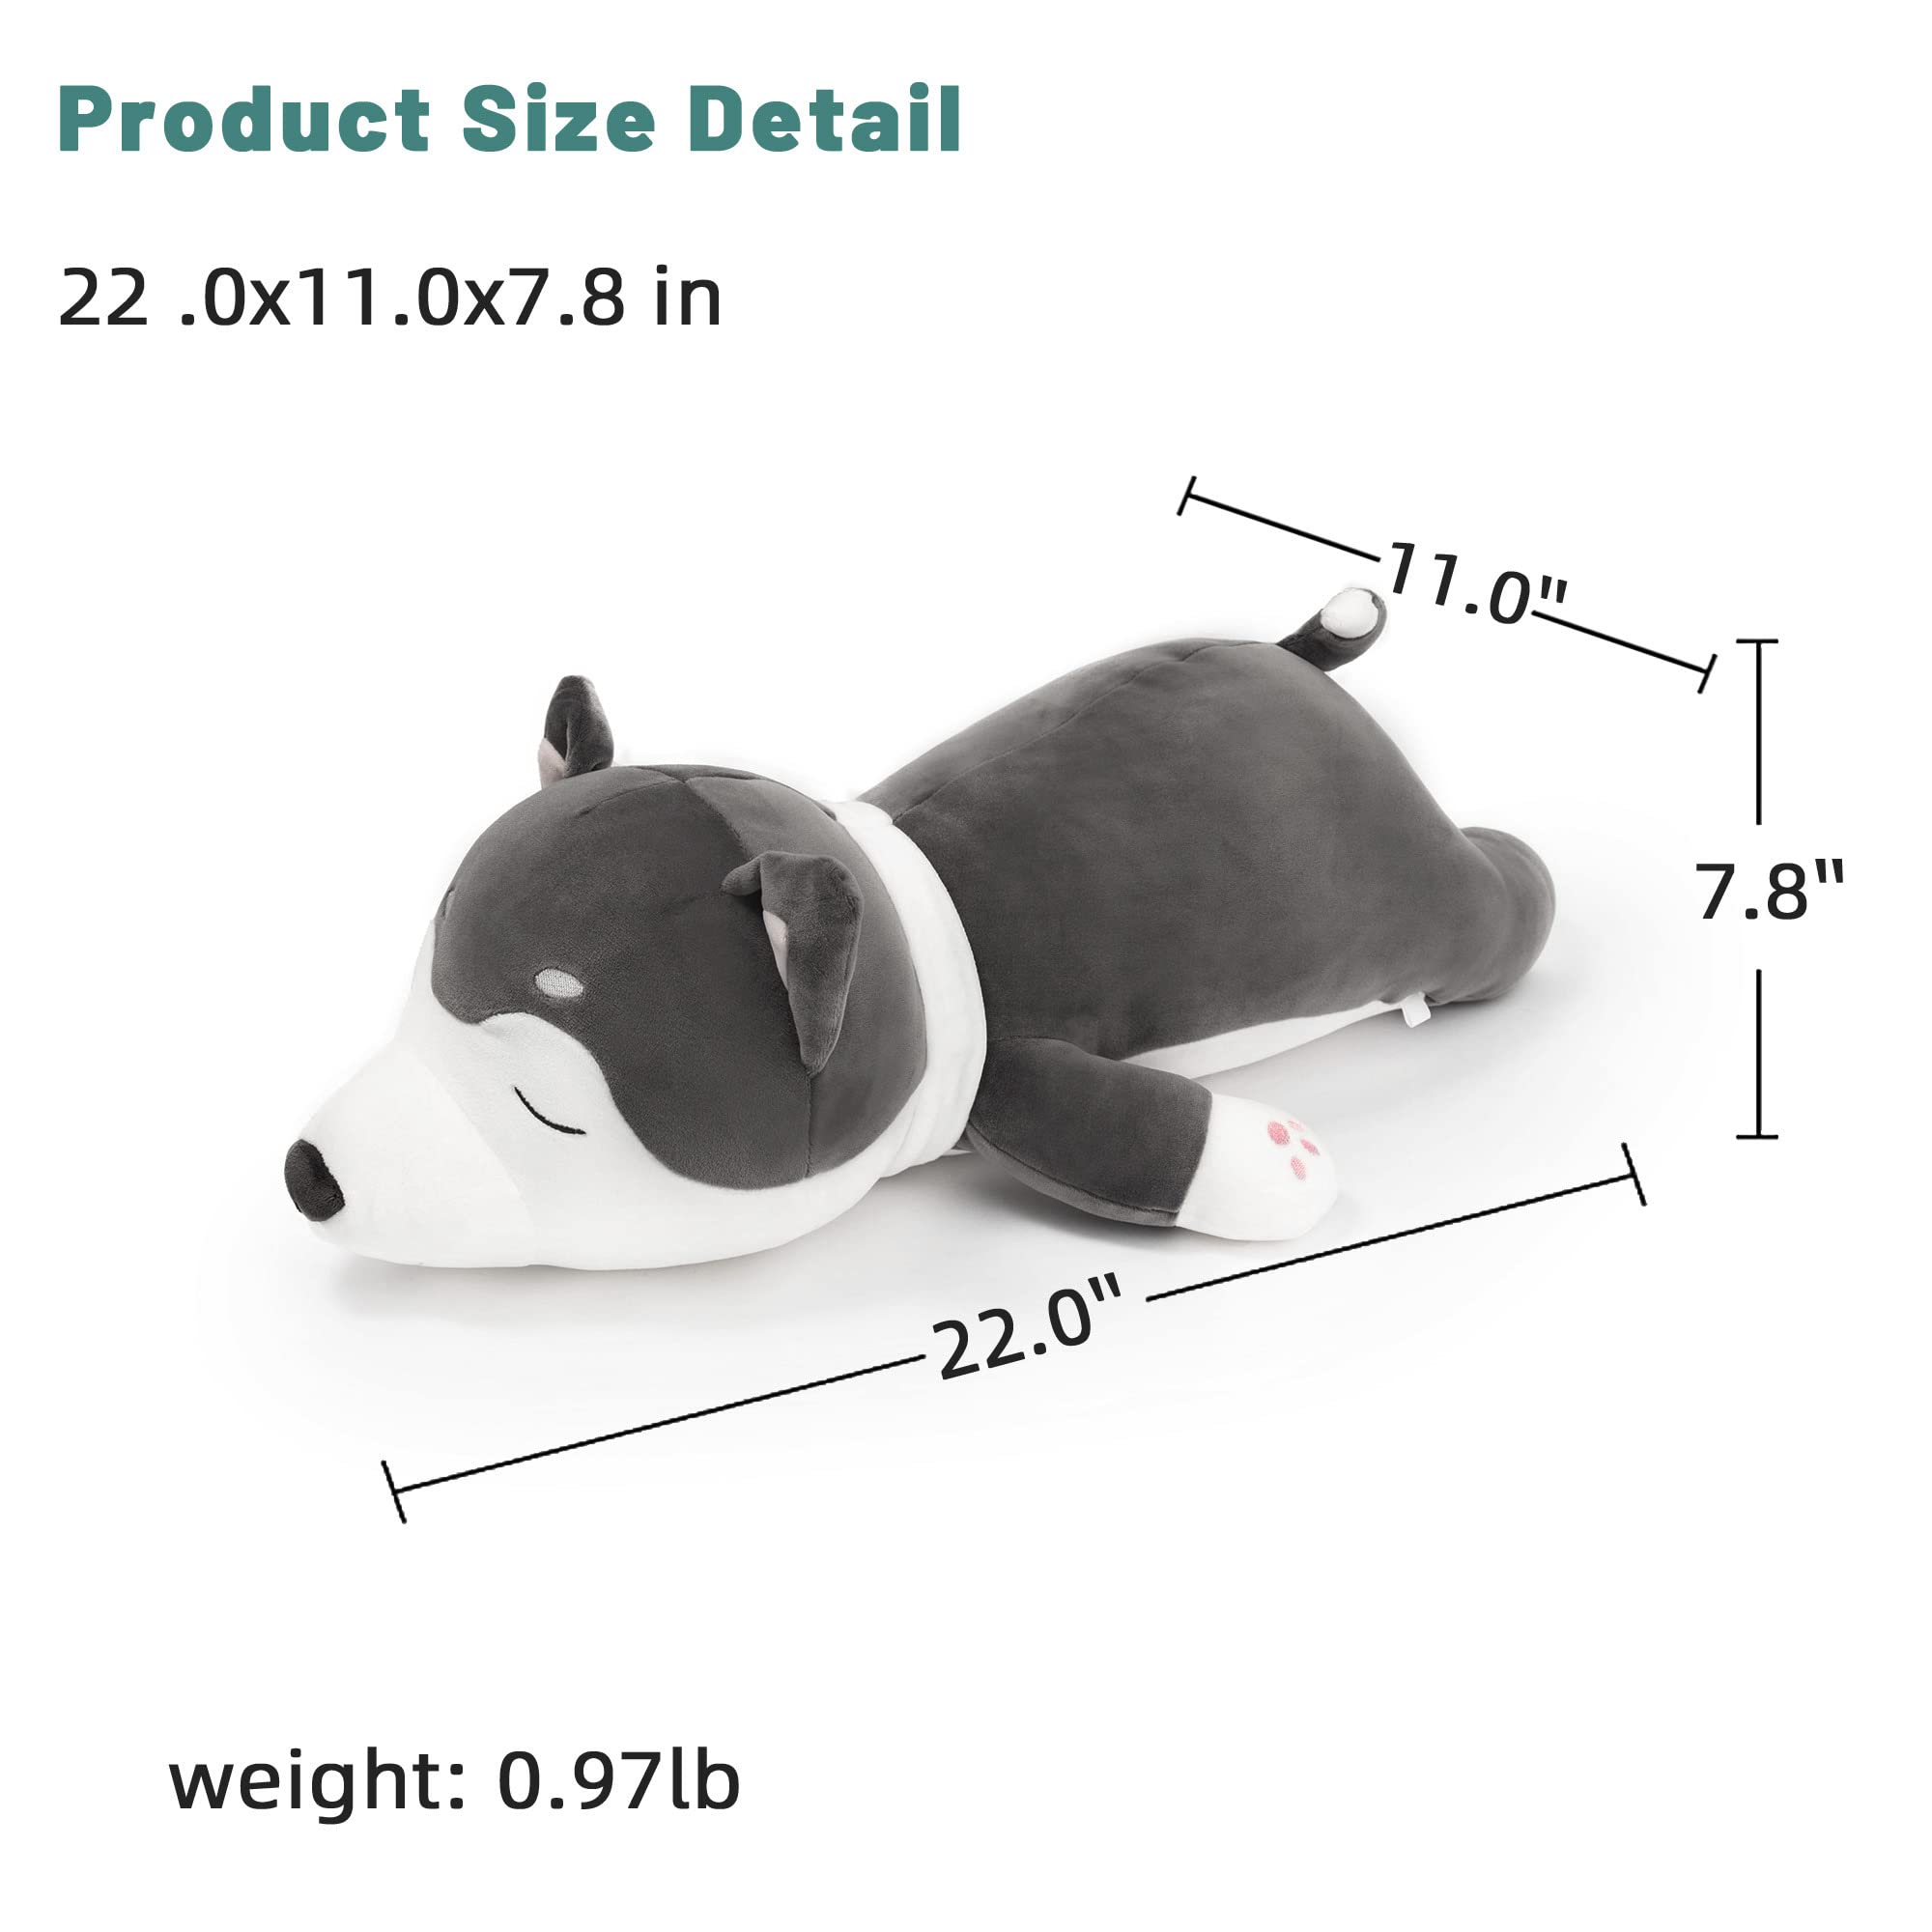 Product Size Detail
22 .0x11.0x7.8 in
11.0"
7.8"
22.0"
weight: 0.97lb